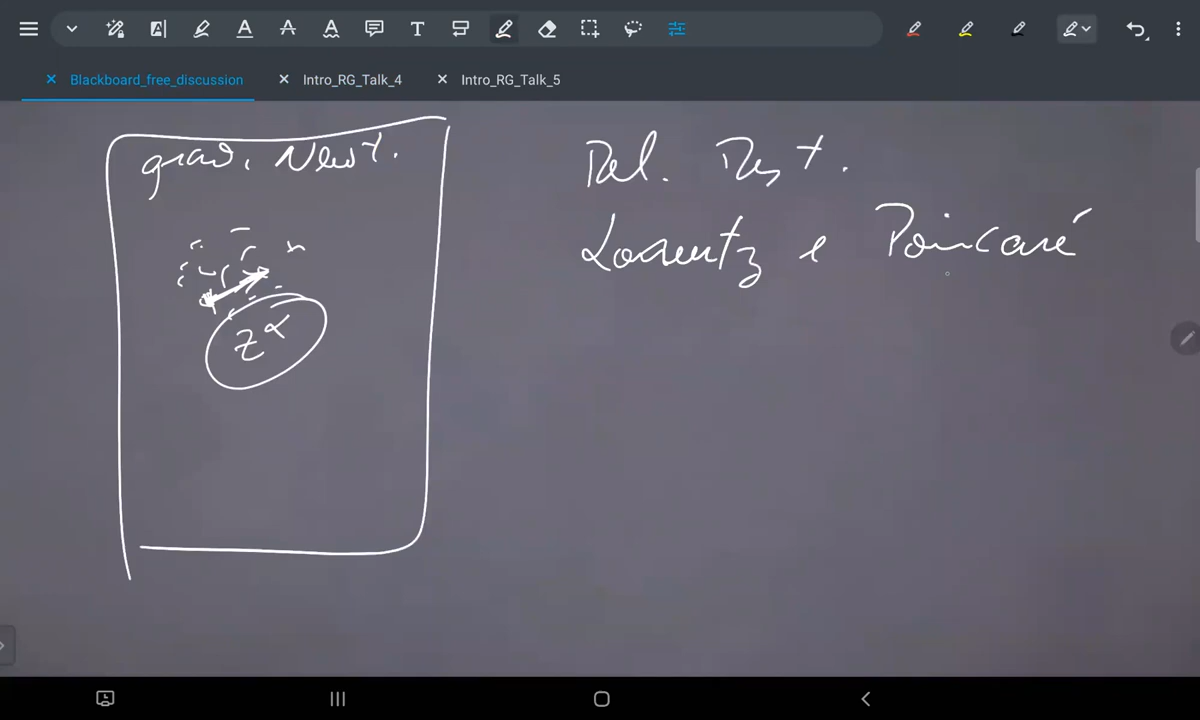 Blackboard_free_discussion Intro_RG_Talk_4 Intro_RG_Talk_5
grav. Newt.
Rel. Rest.
Lorentz e Poincaré
z^α